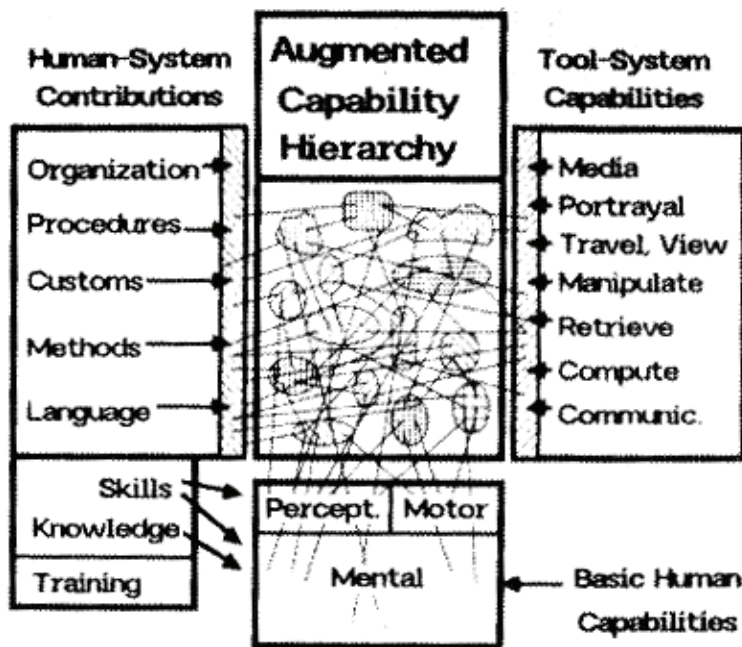 Human-System
Contributions
Organization
Procedures
Customs
Methods
Language
Skills
Knowledge
Training
Augmented
Capability
Hierarchy
Percept.
Motor
Mental
Tool-System
Capabilities
Media
Portrayal
Travel, View
Manipulate
Retrieve
Compute
Communic.
Basic Human
Capabilities